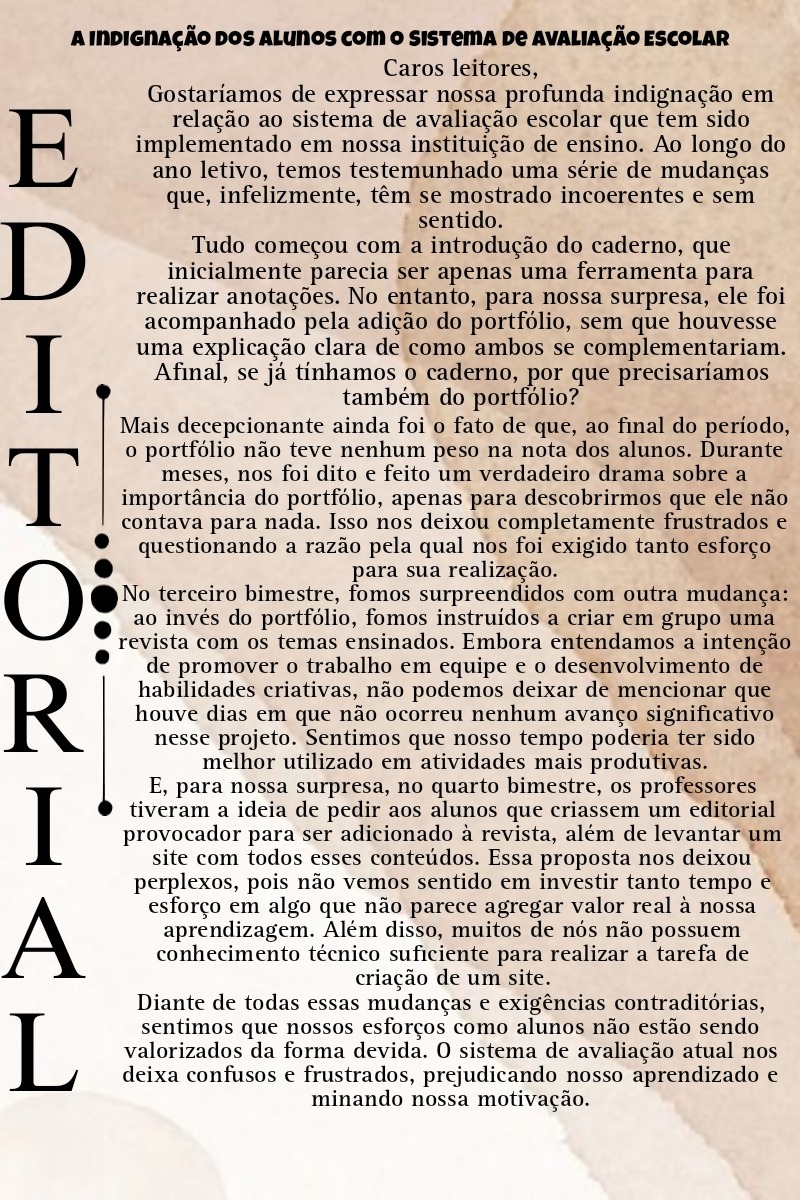 A INDIGNAÇÃO DOS ALUNOS COM O SISTEMA DE AVALIAÇÃO ESCOLAR
EDITORIAL
Caros leitores,
Gostaríamos de expressar nossa profunda indignação em
relação ao sistema de avaliação escolar que tem sido
implementado em nossa instituição de ensino. Ao longo do
ano letivo, temos testemunhado uma série de mudanças
que, infelizmente, têm se mostrado incoerentes e sem
sentido.
Tudo começou com a introdução do caderno, que
inicialmente parecia ser apenas uma ferramenta para
realizar anotações. No entanto, para nossa surpresa, ele foi
acompanhado pela adição do portfólio, sem que houvesse
uma explicação clara de como ambos se complementariam.
Afinal, se já tínhamos o caderno, por que precisaríamos
também do portfólio?
Mais decepcionante ainda foi o fato de que, ao final do período,
o portfólio não teve nenhum peso na nota dos alunos. Durante
meses, nos foi dito e feito um verdadeiro drama sobre a
importância do portfólio, apenas para descobrirmos que ele não
contava para nada. Isso nos deixou completamente frustrados e
questionando a razão pela qual nos foi exigido tanto esforço
para sua realização.
No terceiro bimestre, fomos surpreendidos com outra mudança:
ao invés do portfólio, fomos instruídos a criar em grupo uma
revista com os temas ensinados. Embora entendamos a intenção
de promover o trabalho em equipe e o desenvolvimento de
habilidades criativas, não podemos deixar de mencionar que
houve dias em que não ocorreu nenhum avanço significativo
nesse projeto. Sentimos que nosso tempo poderia ter sido
melhor utilizado em atividades mais produtivas.
E, para nossa surpresa, no quarto bimestre, os professores
tiveram a ideia de pedir aos alunos que criassem um editorial
provocador para ser adicionado à revista, além de levantar um
site com todos esses conteúdos. Essa proposta nos deixou
perplexos, pois não vemos sentido em investir tanto tempo e
esforço em algo que não parece agregar valor real à nossa
aprendizagem. Além disso, muitos de nós não possuem
conhecimento técnico suficiente para realizar a tarefa de
criação de um site.
Diante de todas essas mudanças e exigências contraditórias,
sentimos que nossos esforços como alunos não estão sendo
valorizados da forma devida. O sistema de avaliação atual nos
deixa confusos e frustrados, prejudicando nosso aprendizado e
minando nossa motivação.